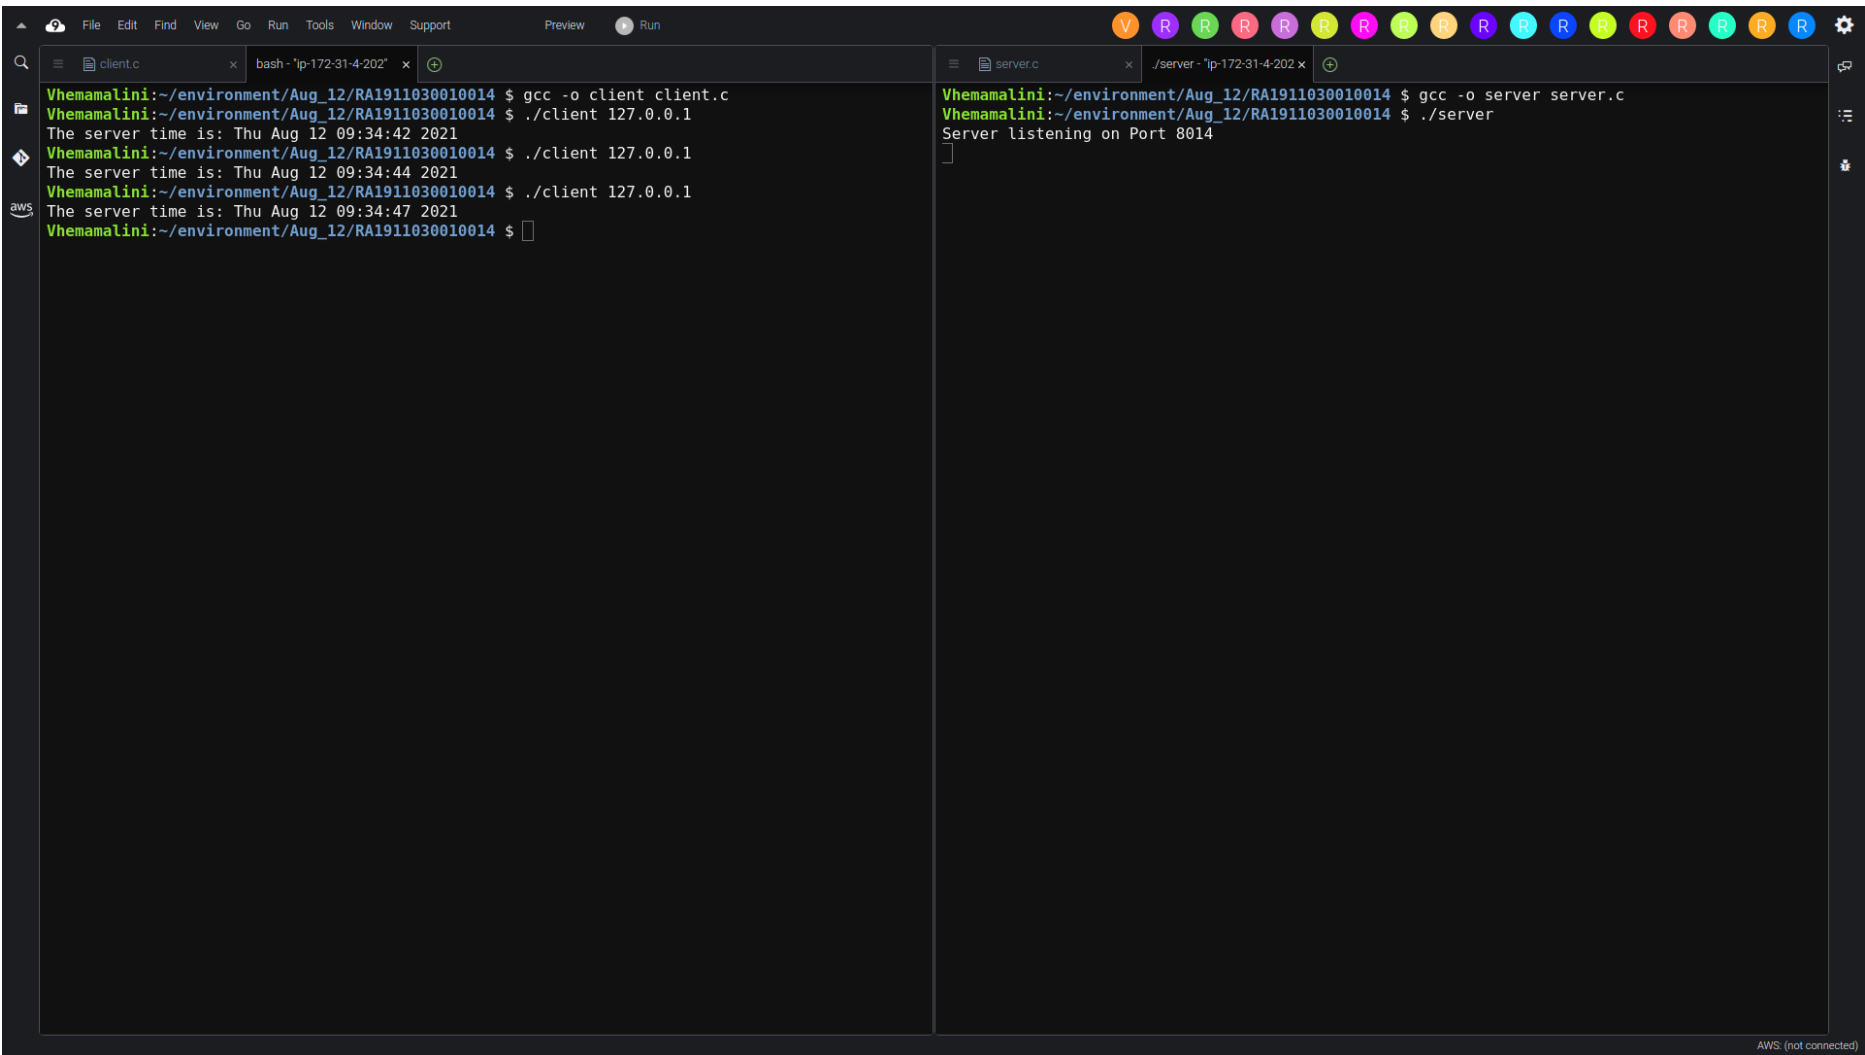 File Edit Find View Go Run Tools Window Support Preview Run V R R R R R R R R R R R R R R R R R
client.c bash - "ip-172-31-4-202"
Vhemamalini:~/environment/Aug_12/RA1911030010014 $ gcc -o client client.c
Vhemamalini:~/environment/Aug_12/RA1911030010014 $ ./client 127.0.0.1
The server time is: Thu Aug 12 09:34:42 2021
Vhemamalini:~/environment/Aug_12/RA1911030010014 $ ./client 127.0.0.1
The server time is: Thu Aug 12 09:34:44 2021
Vhemamalini:~/environment/Aug_12/RA1911030010014 $ ./client 127.0.0.1
The server time is: Thu Aug 12 09:34:47 2021
Vhemamalini:~/environment/Aug_12/RA1911030010014 $
aws
server.c ./server - "ip-172-31-4-202
Vhemamalini:~/environment/Aug_12/RA1911030010014 $ gcc -o server server.c
Vhemamalini:~/environment/Aug_12/RA1911030010014 $ ./server
Server listening on Port 8014
AWS: (not connected)